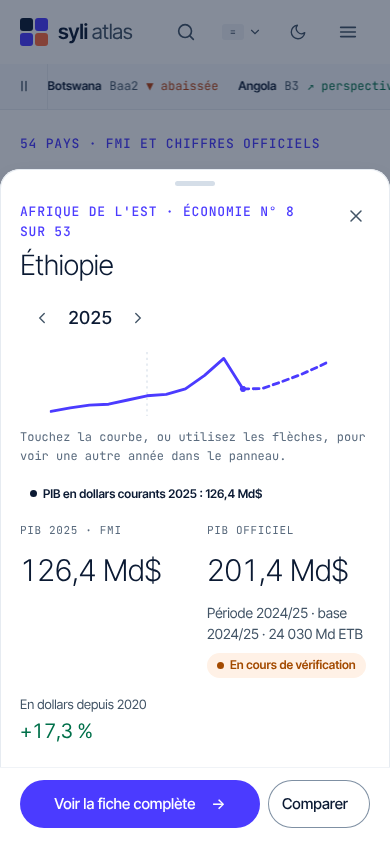 syli atlas
Botswana Baa2 ▼ abaissée Angola B3 ↗ perspectiv
54 PAYS · FMI ET CHIFFRES OFFICIELS
AFRIQUE DE L'EST · ÉCONOMIE N° 8
SUR 53
Éthiopie
2025
Touchez la courbe, ou utilisez les flèches, pour
voir une autre année dans le panneau.
PIB en dollars courants 2025 : 126,4 Md$
PIB 2025 · FMI
126,4 Md$
PIB OFFICIEL
201,4 Md$
Période 2024/25 · base
2024/25 · 24 030 Md ETB
En cours de vérification
En dollars depuis 2020
+17,3 %
Voir la fiche complète →
Comparer